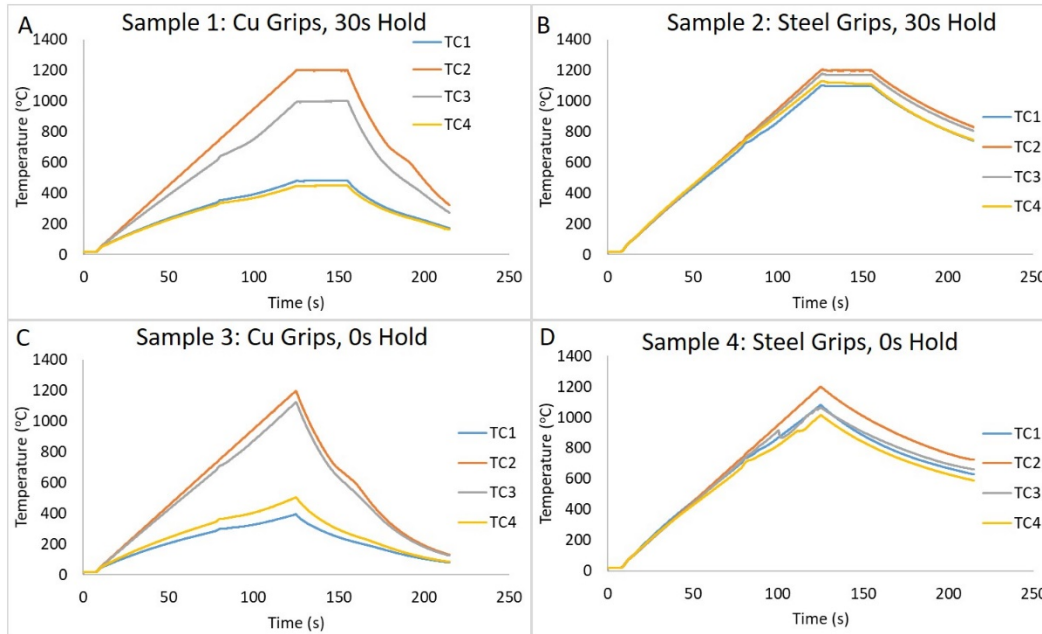 A
Sample 1: Cu Grips, 30s Hold
1400
1200
1000
800
600
400
200
0
Temperature (°C)
0 50 100 150 200 250
Time (s)
TC1
TC2
TC3
TC4
B
Sample 2: Steel Grips, 30s Hold
1400
1200
1000
800
600
400
200
0
Temperature (°C)
0 50 100 150 200 250
Time (s)
TC1
TC2
TC3
TC4
C
Sample 3: Cu Grips, 0s Hold
1400
1200
1000
800
600
400
200
0
Temperature (°C)
0 50 100 150 200 250
Time (s)
TC1
TC2
TC3
TC4
D
Sample 4: Steel Grips, 0s Hold
1400
1200
1000
800
600
400
200
0
Temperature (°C)
0 50 100 150 200 250
Time (s)
TC1
TC2
TC3
TC4